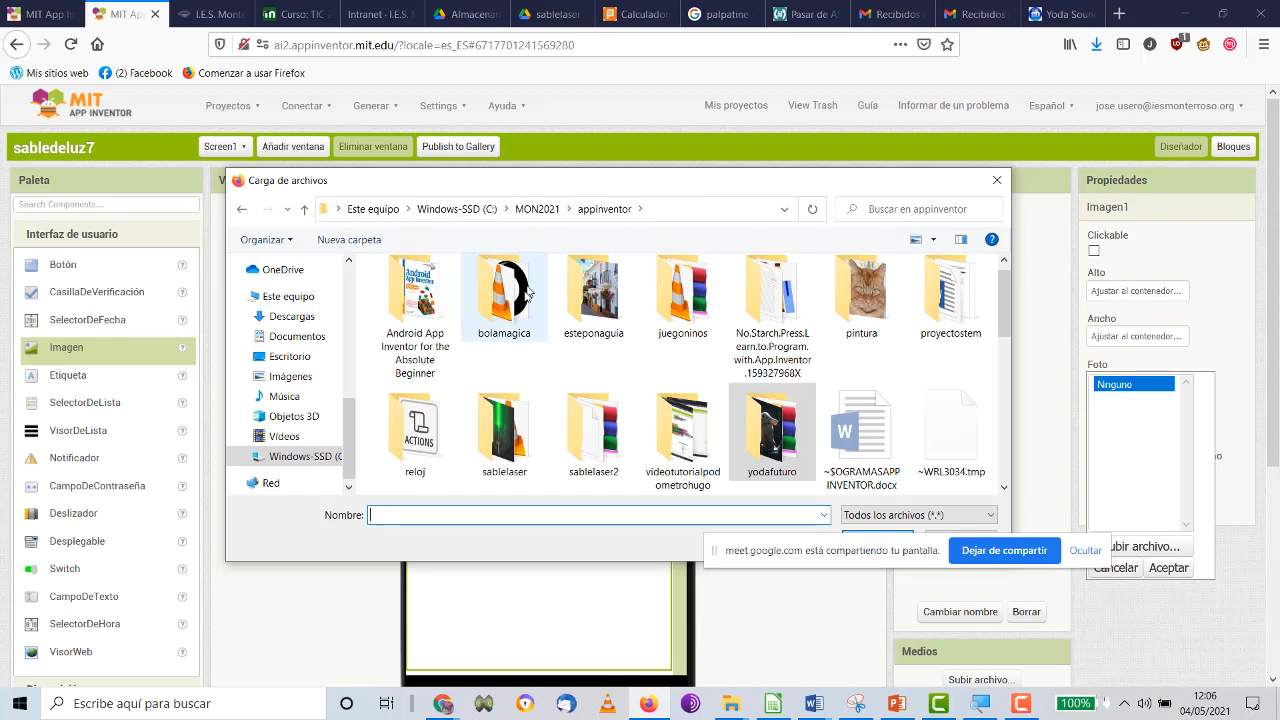 MIT App In
MIT App
I.E.S. Monte
Curso: TIC
Intranet - I.E.S.
Almacena
sablelaser
Calculador
palpatine
Pasar de AS
Recibidos
Recibidos
Yoda Soun
ai2.appinventor.mit.edu/?locale=es_ES#6717701241569280
Mis sitios web
(2) Facebook
Comenzar a usar Firefox
MIT
APP INVENTOR
Proyectos
Conectar
Generar
Settings
Ayuda
Mis proyectos
View Trash
Guía
Informar de un problema
Español
jose.usero@iesmonterroso.org
sabledeluz7
Screen1
Añadir ventana
Eliminar ventana
Publish to Gallery
Diseñador
Bloques
Paleta
Search Components...
Interfaz de usuario
Botón
CasillaDeVerificación
SelectorDeFecha
Imagen
Etiqueta
SelectorDeLista
VisorDeLista
Notificador
CampoDeContraseña
Deslizador
Desplegable
Switch
CampoDeTexto
SelectorDeHora
VisorWeb
Carga de archivos
Este equipo
Windows-SSD (C:)
MON2021
appinventor
Buscar en appinventor
Organizar
Nueva carpeta
OneDrive
Este equipo
Descargas
Documentos
Escritorio
Imágenes
Música
Objetos 3D
Vídeos
Windows-SSD (C
Red
Android App
Inventor for the
Absolute
Beginner
bolamagica
esteponaguia
juegoninos
No.Starch.Press.L
earn.to.Program.
with.App.Inventor
.159327968X
pintura
proyectostem
ACTIONS
reloj
sablelaser
sablelaser2
videotutorialpod
ometrohugo
yodafuturo
~$OGRAMASAPP
INVENTOR.docx
~WRL3034.tmp
Nombre:
Todos los archivos (*.*)
meet.google.com está compartiendo tu pantalla.
Dejar de compartir
Ocultar
Propiedades
Imagen1
Clickable
Alto
Ajustar al contenedor...
Ancho
Ajustar al contenedor...
Foto
Ninguno
ubir archivo...
Cancelar
Aceptar
Cambiar nombre
Borrar
Medios
Subir archivo...
Escribe aquí para buscar
100%
12:06
04/05/2021